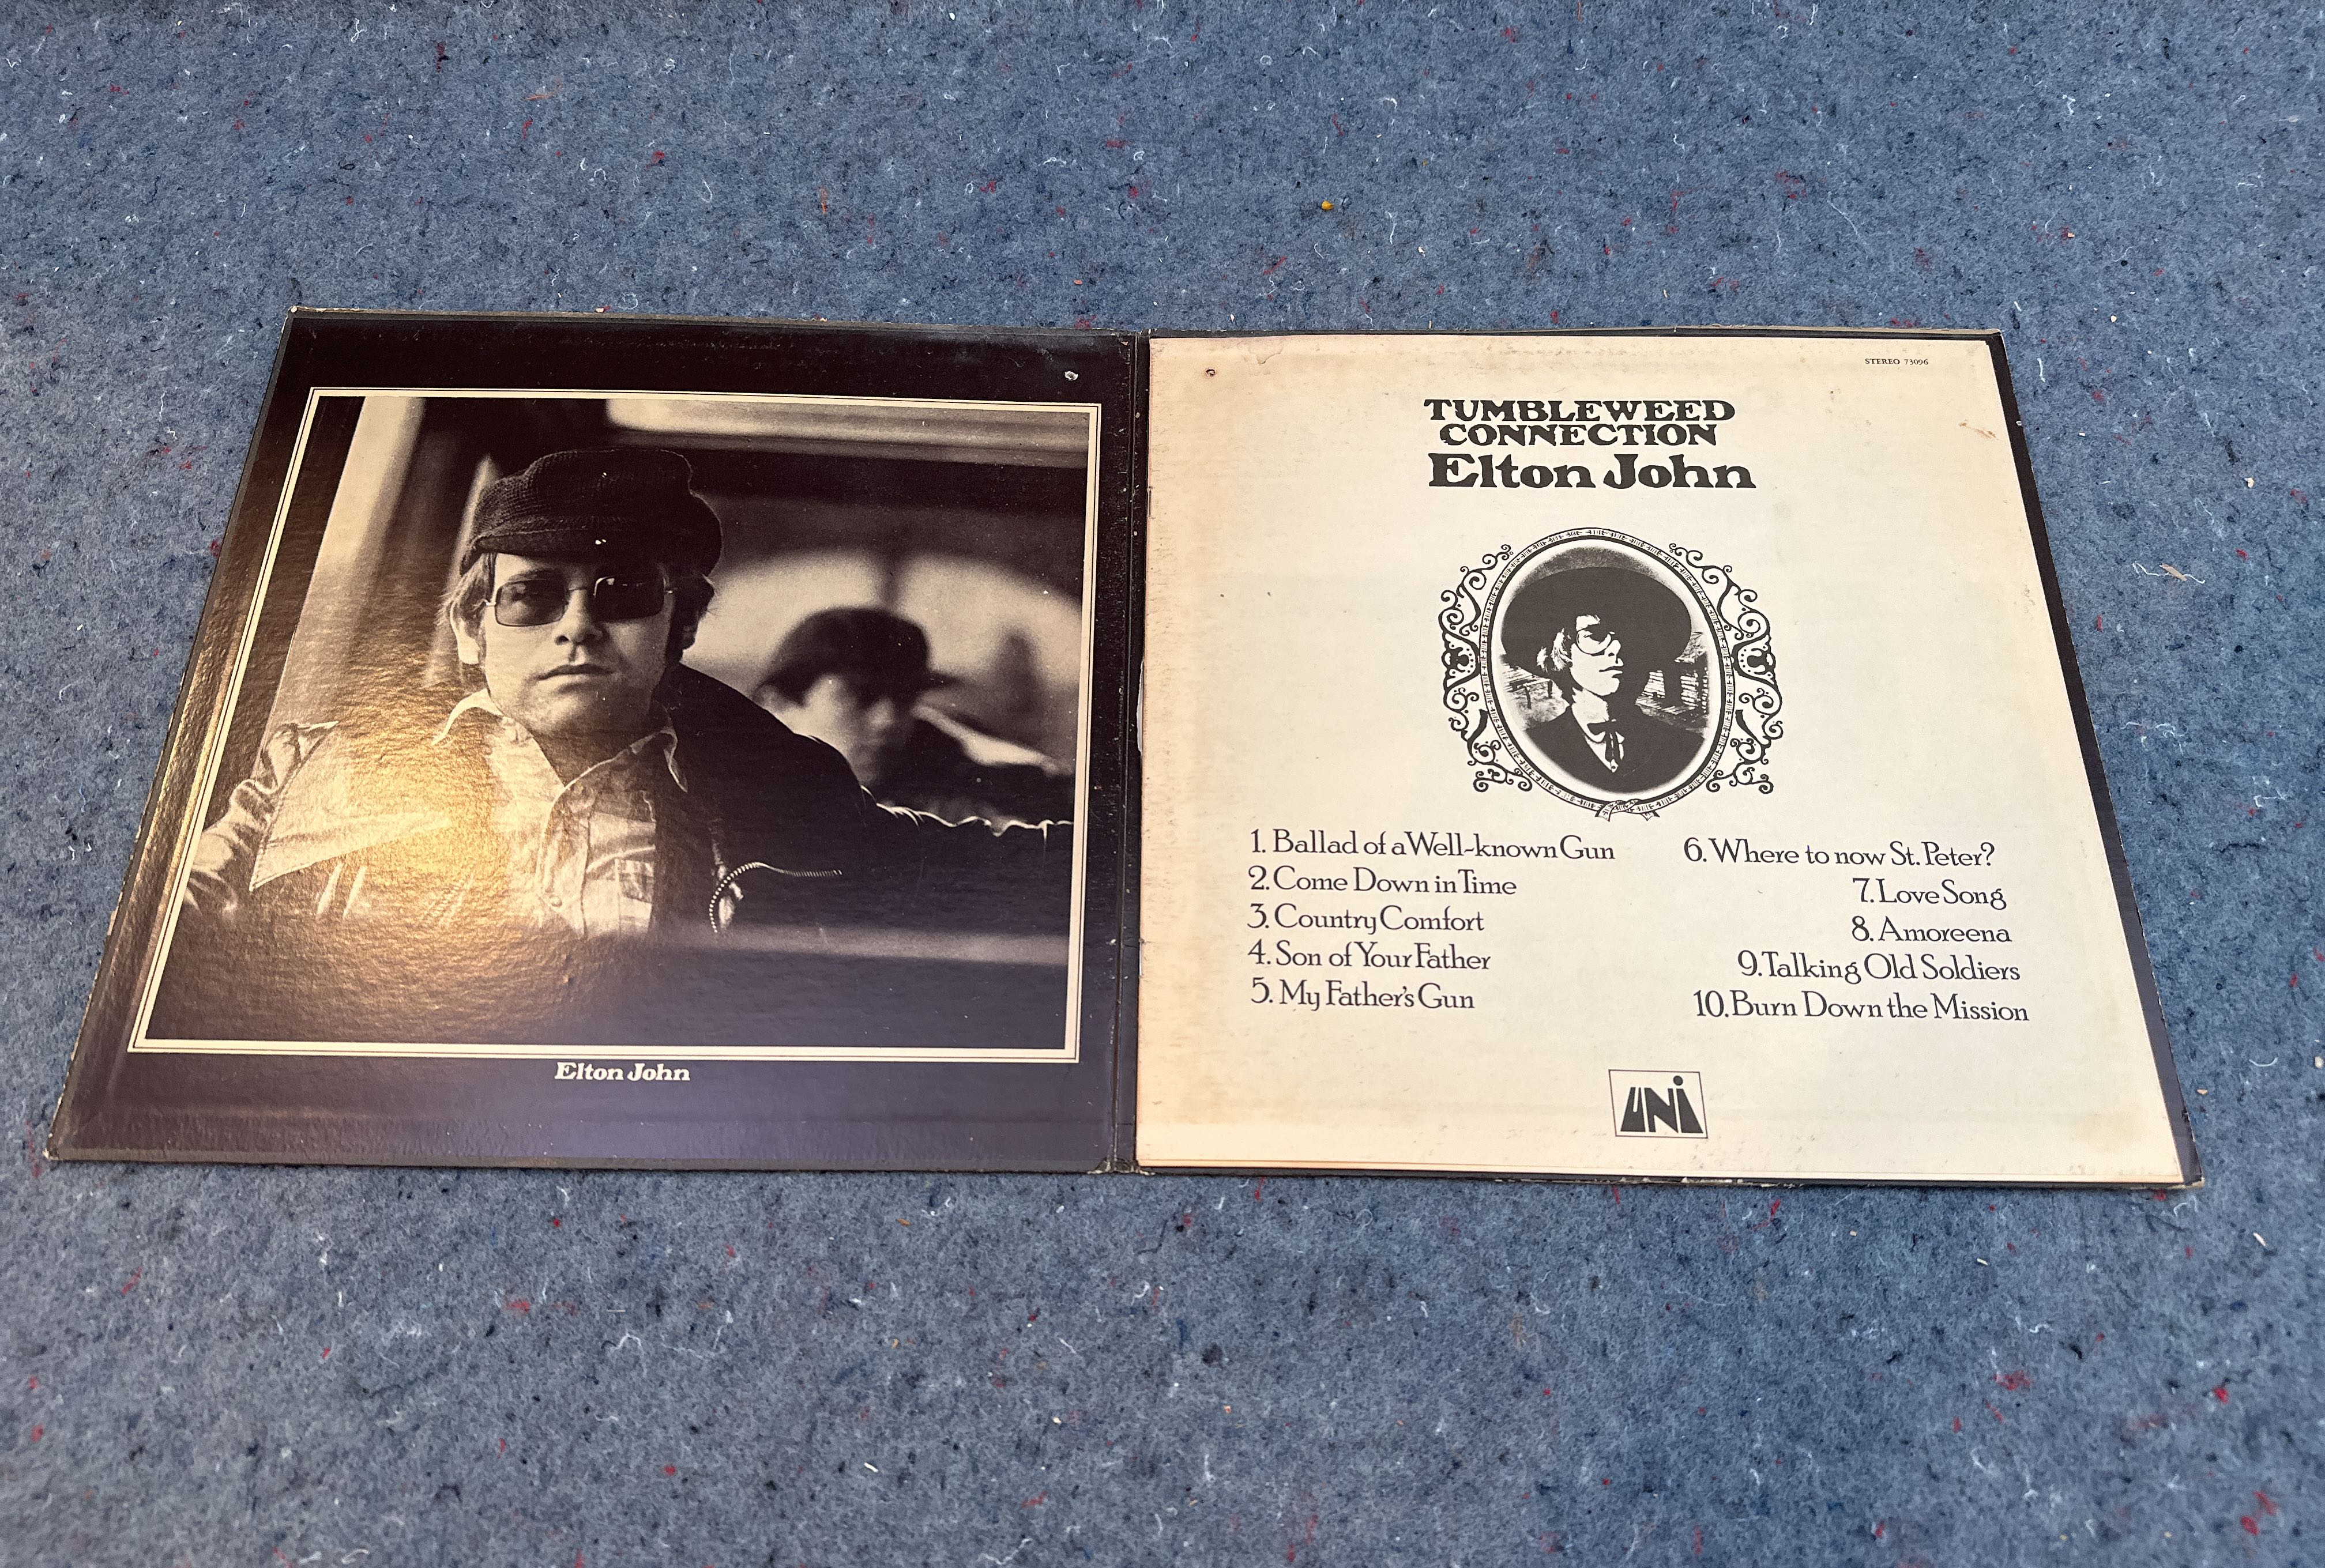 Elton John
STEREO 73096
TUMBLEWEED
CONNECTION
Elton John
1. Ballad of a Well-known Gun
2. Come Down in Time
3. Country Comfort
4. Son of Your Father
5. My Father's Gun
6. Where to now St. Peter?
7. Love Song
8. Amoreena
9. Talking Old Soldiers
10. Burn Down the Mission
UNI